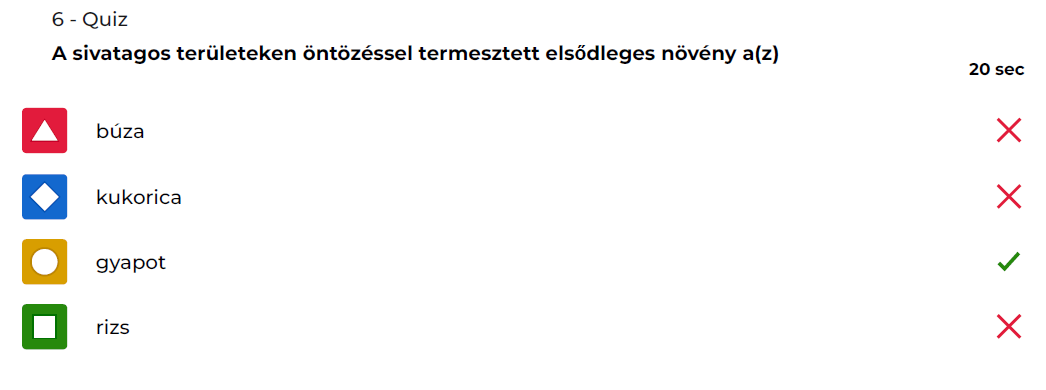 6 - Quiz
A sivatagos területeken öntözéssel termesztett elsődleges növény a(z)
20 sec
búza
kukorica
gyapot
rizs